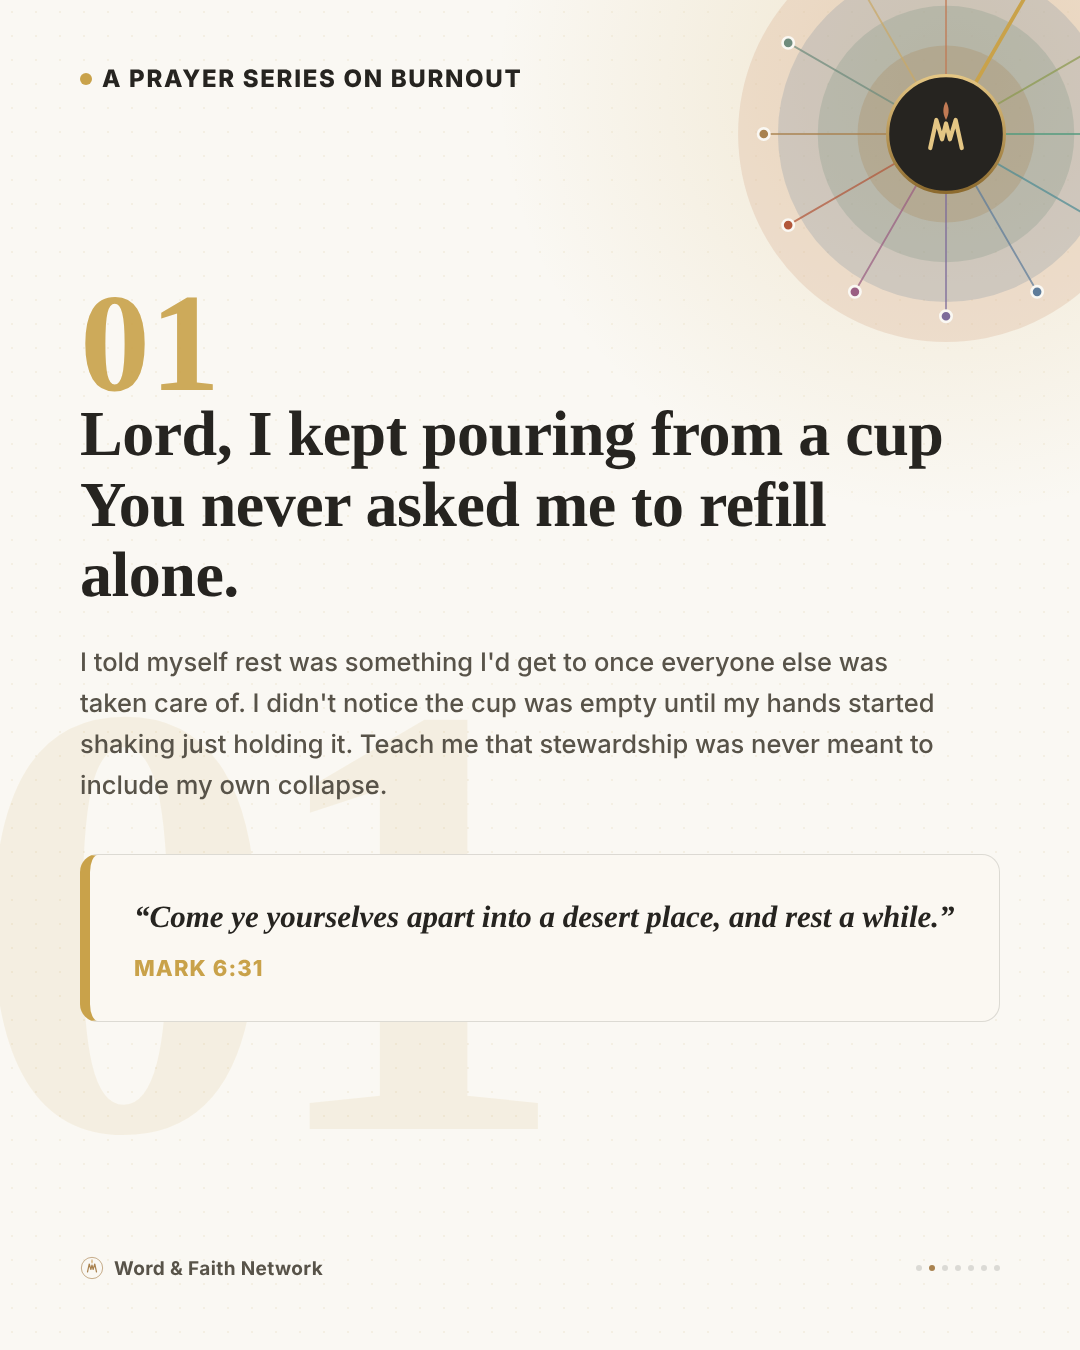 A PRAYER SERIES ON BURNOUT
01
Lord, I kept pouring from a cup
You never asked me to refill
alone.
I told myself rest was something I'd get to once everyone else was
taken care of. I didn't notice the cup was empty until my hands started
shaking just holding it. Teach me that stewardship was never meant to
include my own collapse.
01
“Come ye yourselves apart into a desert place, and rest a while.”
MARK 6:31
Word & Faith Network